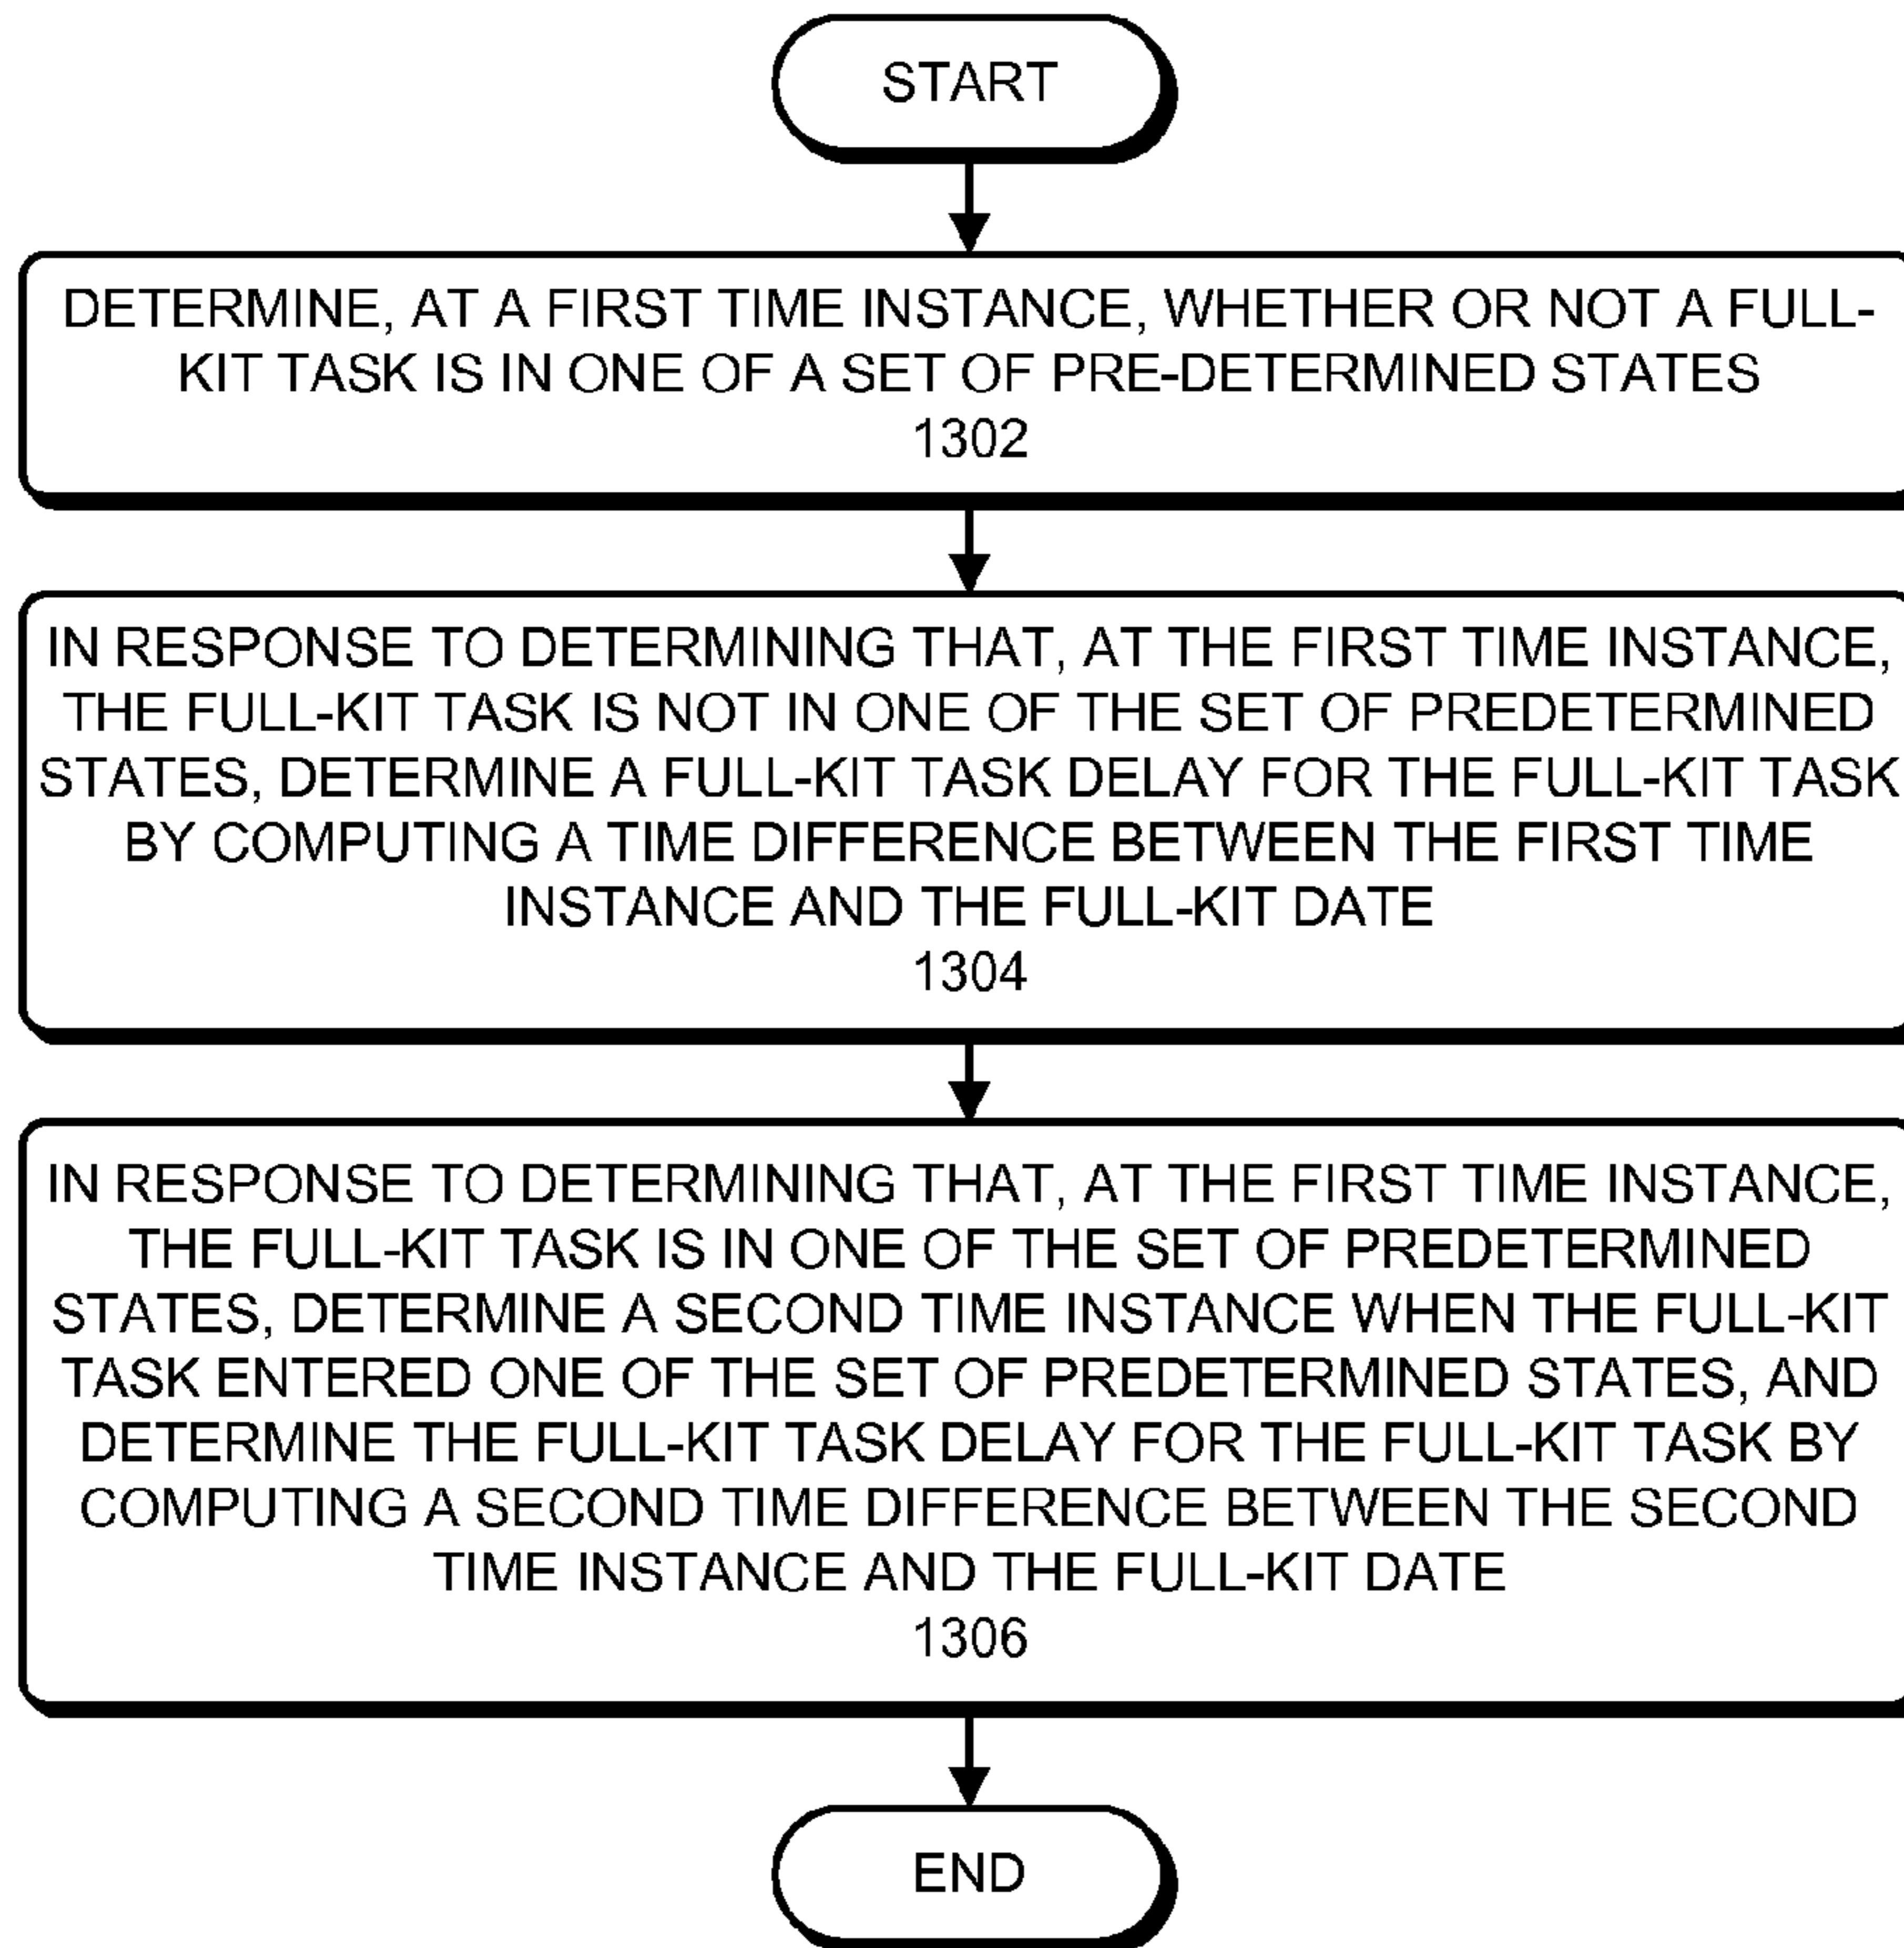 START
DETERMINE, AT A FIRST TIME INSTANCE, WHETHER OR NOT A FULL-
KIT TASK IS IN ONE OF A SET OF PRE-DETERMINED STATES
1302
IN RESPONSE TO DETERMINING THAT, AT THE FIRST TIME INSTANCE,
THE FULL-KIT TASK IS NOT IN ONE OF THE SET OF PREDETERMINED
STATES, DETERMINE A FULL-KIT TASK DELAY FOR THE FULL-KIT TASK
BY COMPUTING A TIME DIFFERENCE BETWEEN THE FIRST TIME
INSTANCE AND THE FULL-KIT DATE
1304
IN RESPONSE TO DETERMINING THAT, AT THE FIRST TIME INSTANCE,
THE FULL-KIT TASK IS IN ONE OF THE SET OF PREDETERMINED
STATES, DETERMINE A SECOND TIME INSTANCE WHEN THE FULL-KIT
TASK ENTERED ONE OF THE SET OF PREDETERMINED STATES, AND
DETERMINE THE FULL-KIT TASK DELAY FOR THE FULL-KIT TASK BY
COMPUTING A SECOND TIME DIFFERENCE BETWEEN THE SECOND
TIME INSTANCE AND THE FULL-KIT DATE
1306
END